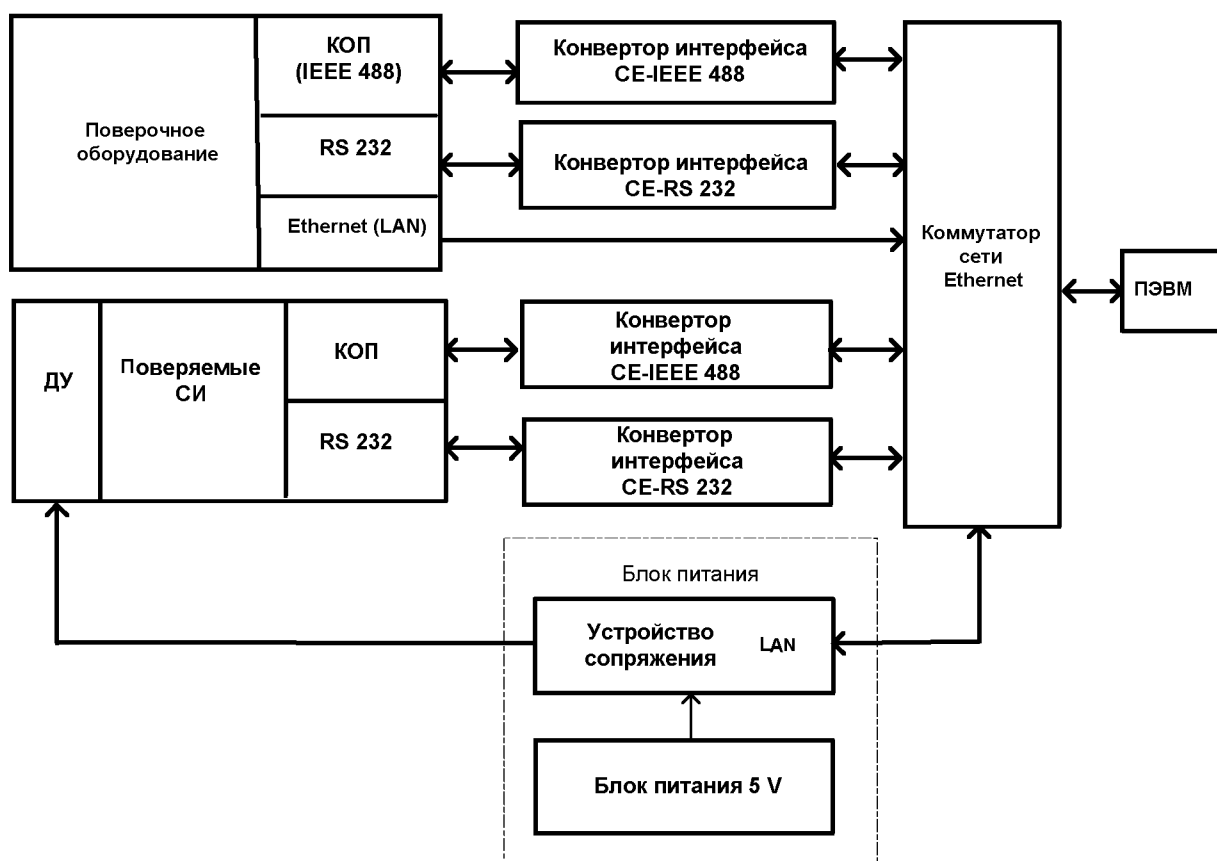 Поверочное
оборудование
КОП
(IEEE 488)
RS 232
Ethernet (LAN)
Конвертор интерфейса
CE-IEEE 488
Конвертор интерфейса
CE-RS 232
Коммутатор
сети
Ethernet
ПЭВМ
ДУ
Поверяемые
СИ
КОП
RS 232
Конвертор
интерфейса
CE-IEEE 488
Конвертор
интерфейса
CE-RS 232
Блок питания
Устройство
сопряжения
LAN
Блок питания 5 V